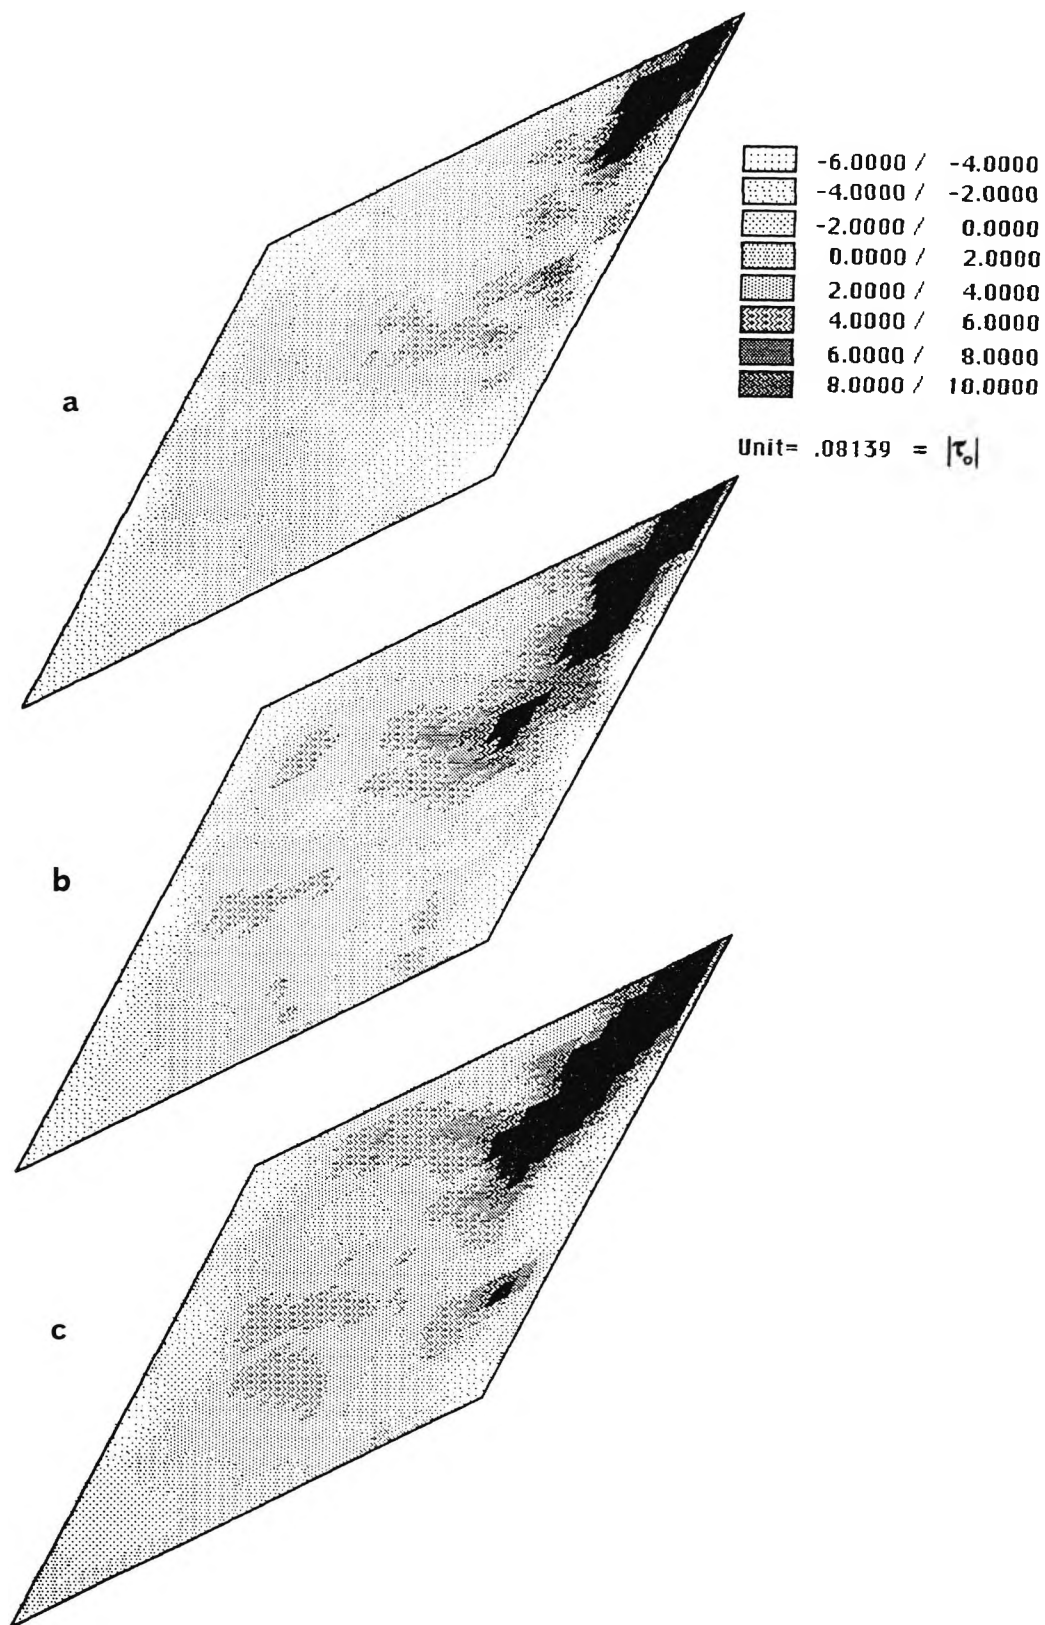 -6.0000 / -4.0000
-4.0000 / -2.0000
-2.0000 / 0.0000
0.0000 / 2.0000
2.0000 / 4.0000
4.0000 / 6.0000
6.0000 / 8.0000
8.0000 / 10.0000
a
Unit= .08139 = |τ₀|
b
c